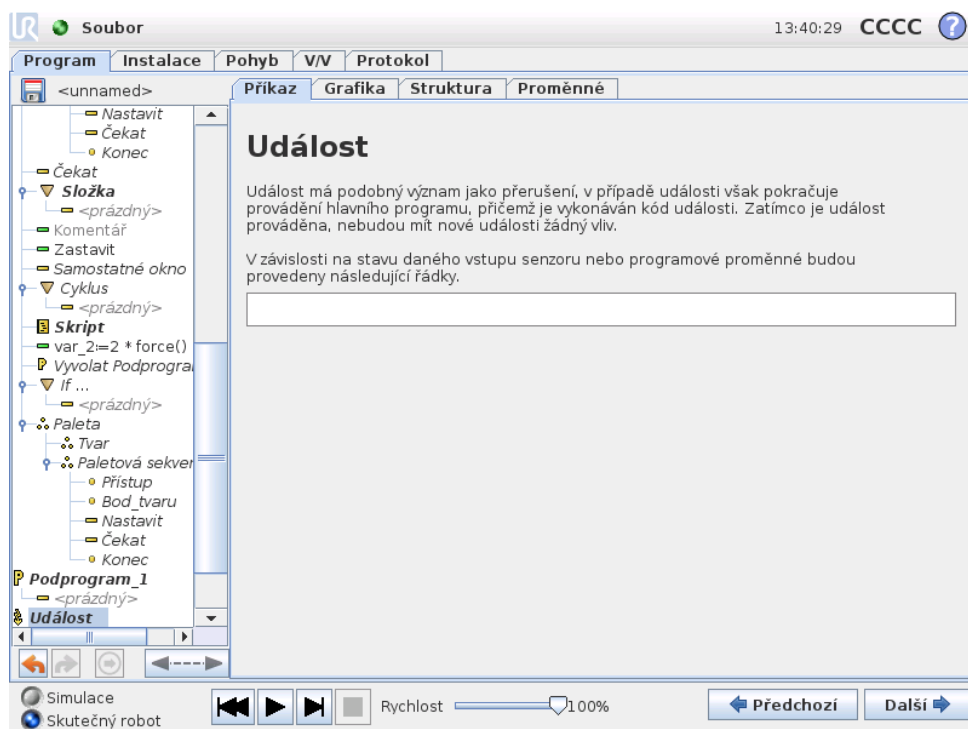 Soubor
13:40:29 CCCC ?
Program Instalace Pohyb V/V Protokol
<unnamed>
Nastavit
Čekat
Konec
Čekat
Složka
<prázdný>
Komentář
Zastavit
Samostatné okno
Cyklus
<prázdný>
Skript
var_2:=2 * force()
Vyvolat Podprogra
If ...
<prázdný>
Paleta
Tvar
Paletová sekven
Přístup
Bod_tvaru
Nastavit
Čekat
Konec
Podprogram_1
<prázdný>
Událost
Příkaz Grafika Struktura Proměnné
Událost
Událost má podobný význam jako přerušení, v případě události však pokračuje
provádění hlavního programu, přičemž je vykonáván kód události. Zatímco je událost
prováděna, nebudou mít nové události žádný vliv.
V závislosti na stavu daného vstupu senzoru nebo programové proměnné budou
provedeny následující řádky.
Simulace
Skutečný robot
Rychlost 100%
Předchozí Další